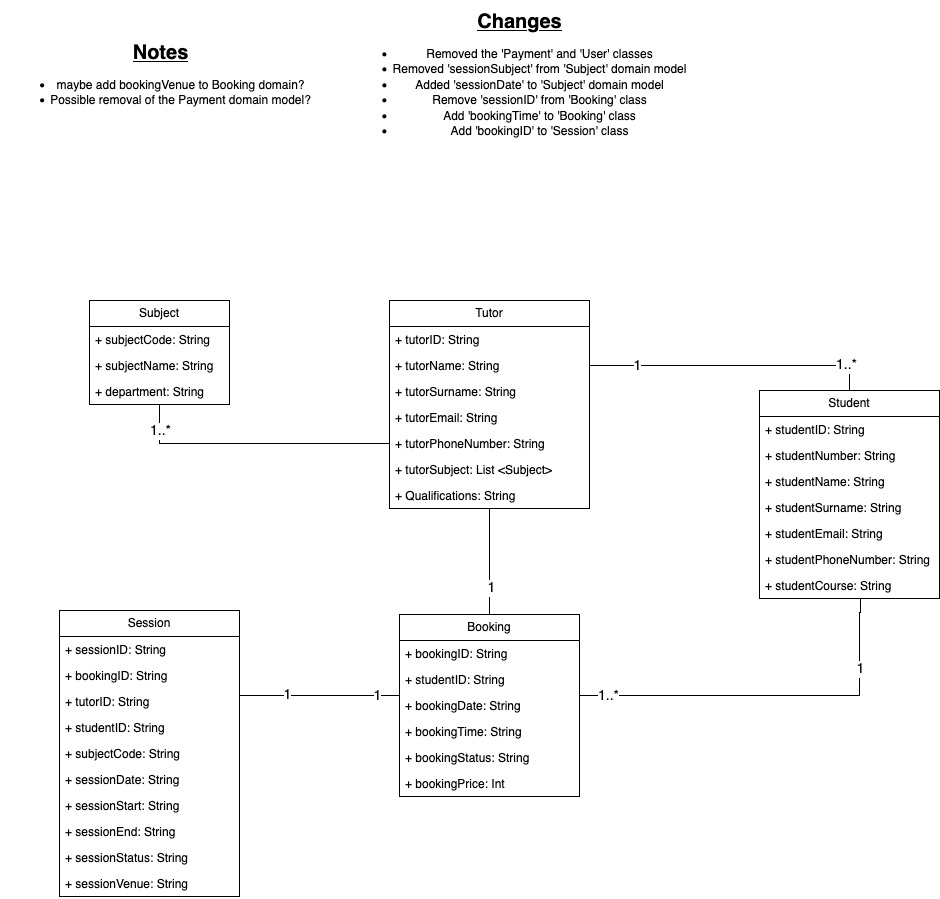 Changes
Notes
• Removed the 'Payment' and 'User' classes
• Removed 'sessionSubject' from 'Subject' domain model
• Added 'sessionDate' to 'Subject' domain model
• Remove 'sessionID' from 'Booking' class
• Add 'bookingTime' to 'Booking' class
• Add 'bookingID' to 'Session' class
• maybe add bookingVenue to Booking domain?
• Possible removal of the Payment domain model?
Subject
+ subjectCode: String
+ subjectName: String
+ department: String
1..*
Tutor
+ tutorID: String
+ tutorName: String
+ tutorSurname: String
+ tutorEmail: String
+ tutorPhoneNumber: String
+ tutorSubject: List <Subject>
+ Qualifications: String
1
1..*
Student
+ studentID: String
+ studentNumber: String
+ studentName: String
+ studentSurname: String
+ studentEmail: String
+ studentPhoneNumber: String
+ studentCourse: String
1
1
Session
+ sessionID: String
+ bookingID: String
+ tutorID: String
+ studentID: String
+ subjectCode: String
+ sessionDate: String
+ sessionStart: String
+ sessionEnd: String
+ sessionStatus: String
+ sessionVenue: String
1
1
Booking
+ bookingID: String
+ studentID: String
+ bookingDate: String
+ bookingTime: String
+ bookingStatus: String
+ bookingPrice: Int
1..*